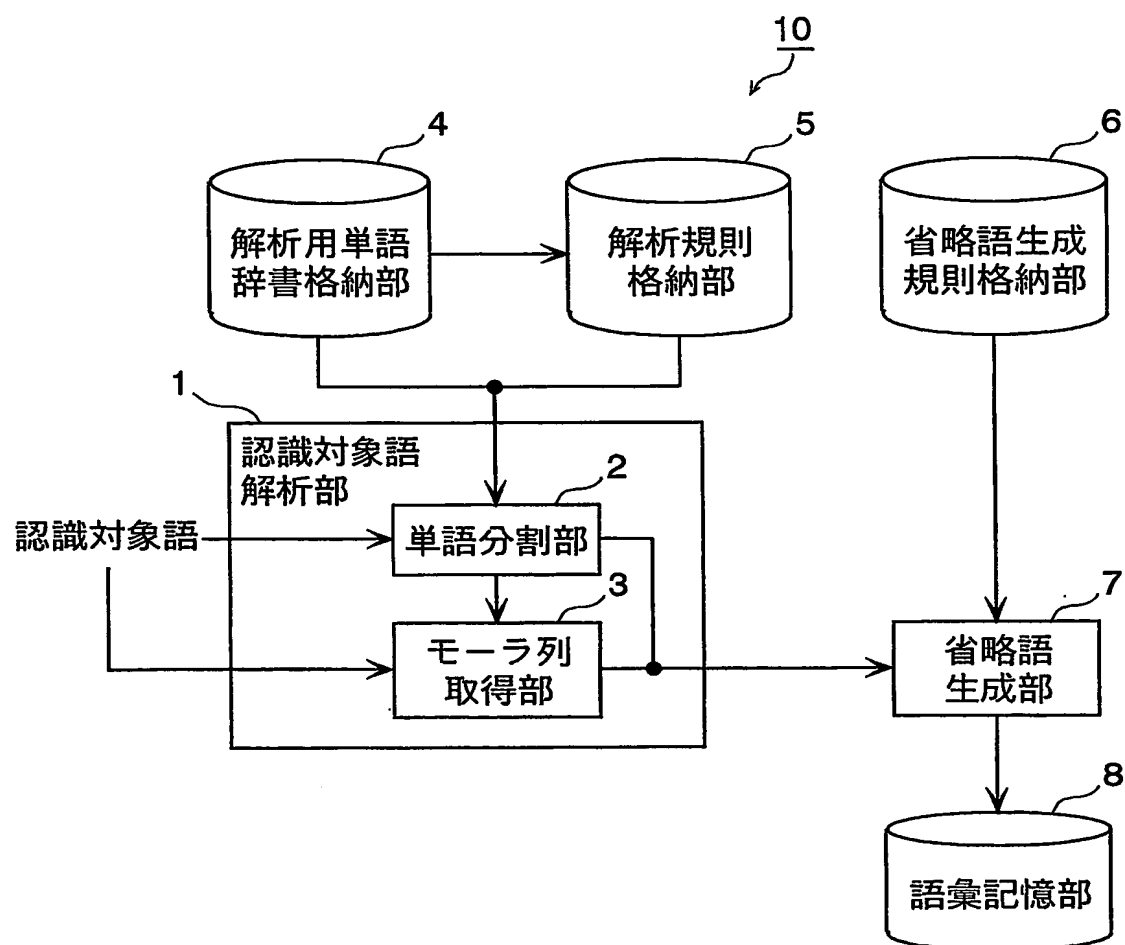 10
4
5
6
解析用単語
辞書格納部
解析規則
格納部
省略語生成
規則格納部
1
認識対象語
解析部
2
認識対象語
単語分割部
3
7
モーラ列
取得部
省略語
生成部
8
語彙記憶部